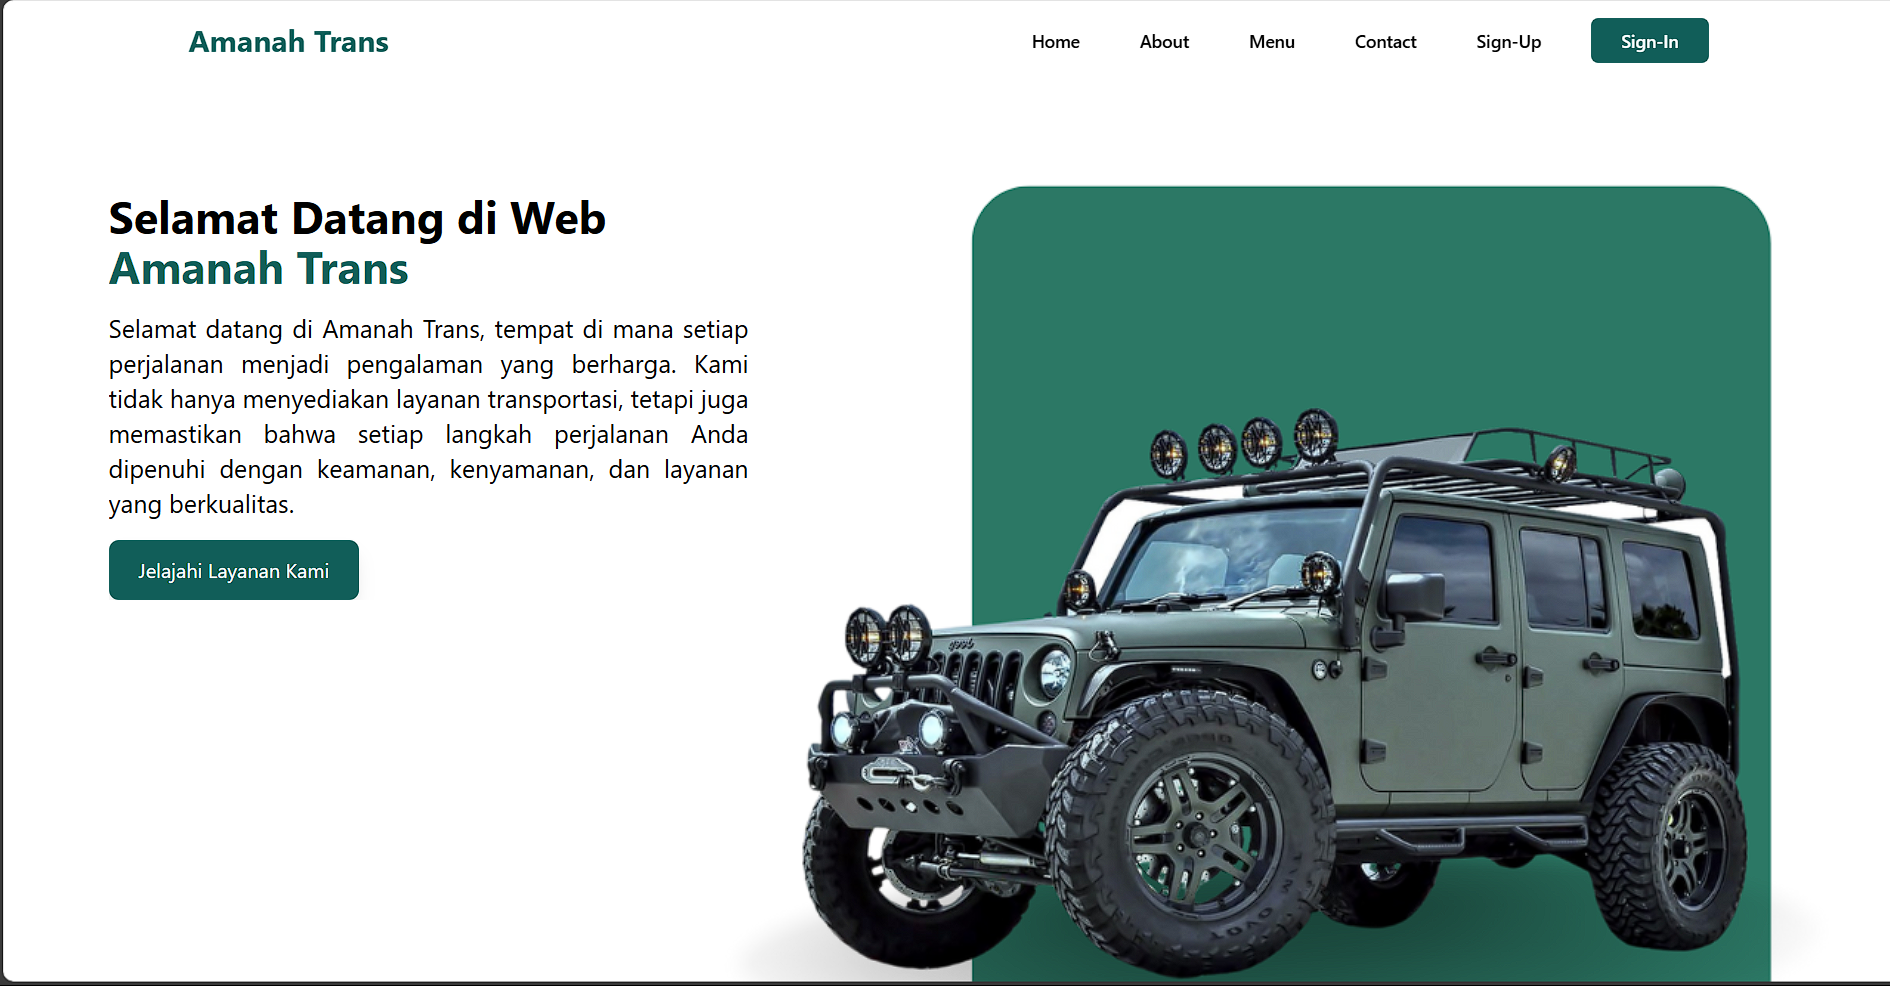 Amanah Trans
Home About Menu Contact Sign-Up Sign-In
Selamat Datang di Web
Amanah Trans
Selamat datang di Amanah Trans, tempat di mana setiap
perjalanan menjadi pengalaman yang berharga. Kami
tidak hanya menyediakan layanan transportasi, tetapi juga
memastikan bahwa setiap langkah perjalanan Anda
dipenuhi dengan keamanan, kenyamanan, dan layanan
yang berkualitas.
Jelajahi Layanan Kami